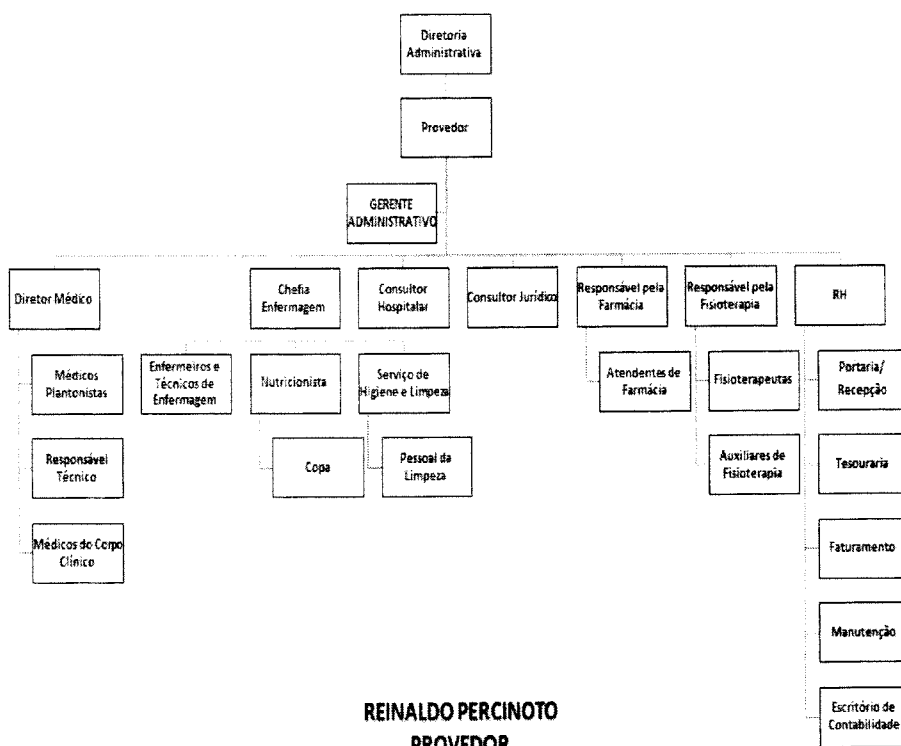 Diretoria
Administrativa
Provedor
GERENTE
ADMINISTRATIVO
Diretor Médico
Chefia
Enfermagem
Consultor
Hospitalar
Consultor Jurídico
Responsável pela
Farmácia
Responsável pela
Fisioterapia
RH
Médicos
Plantonistas
Enfermeiros e
Técnicos de
Enfermagem
Nutricionista
Serviço de
Higiene e Limpeza
Atendentes de
Farmácia
Fisioterapeutas
Portaria/
Recepção
Responsável
Técnico
Copa
Pessoal da
Limpeza
Auxiliares de
Fisioterapia
Tesouraria
Médicos do Corpo
Clínico
Faturamento
Manutenção
Escritório de
Contabilidade
REINALDO PERCINOTO
PROVEDOR